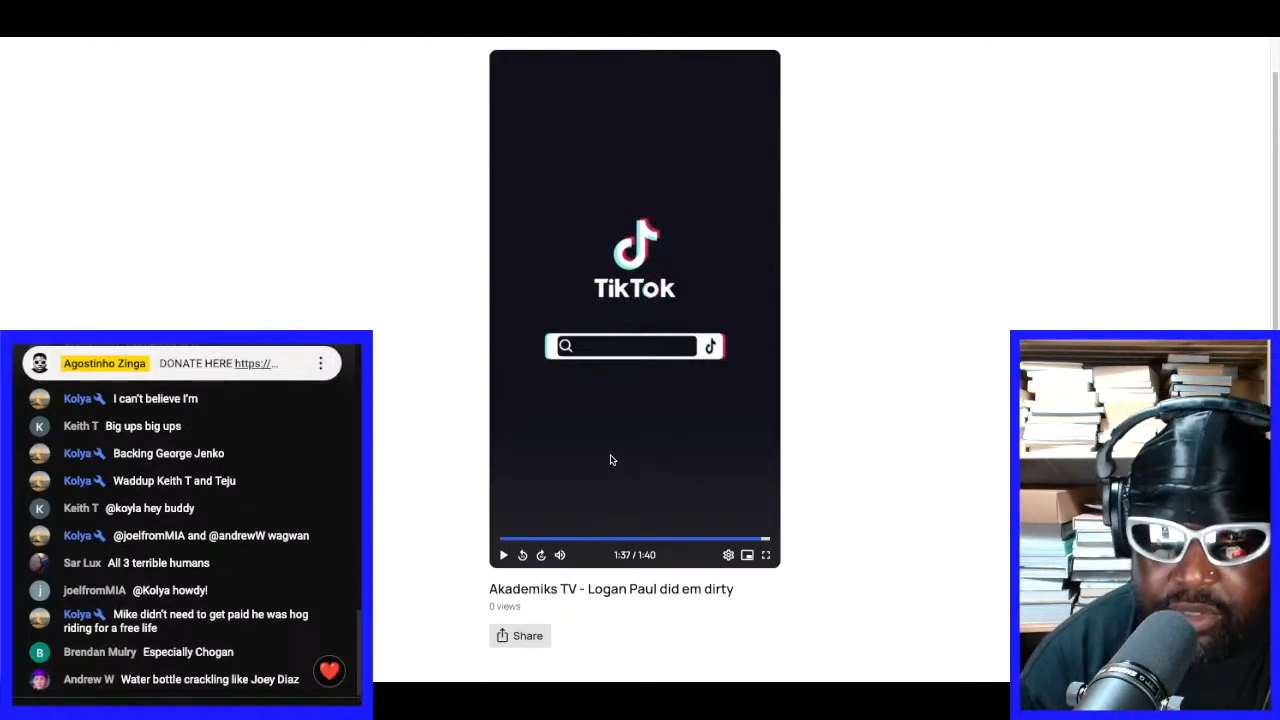 TikTok
1:37 / 1:40
Akademiks TV - Logan Paul did em dirty
0 views
Share
Agostinho Zinga DONATE HERE https://...
Kolya I can't believe I'm
K Keith T Big ups big ups
Kolya Backing George Jenko
Kolya Waddup Keith T and Teju
K Keith T @koyla hey buddy
Kolya @joelfromMIA and @andrewW wagwan
Sar Lux All 3 terrible humans
j joelfromMIA @Kolya howdy!
Kolya Mike didn't need to get paid he was hog
riding for a free life
B Brendan Mulry Especially Chogan
Andrew W Water bottle crackling like Joey Diaz